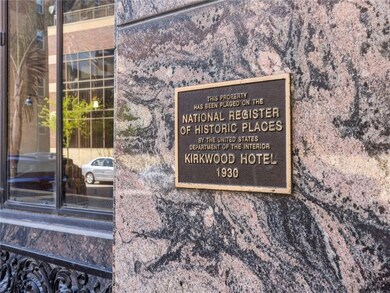 THIS PROPERTY
HAS BEEN PLACED ON THE
NATIONAL REGISTER
OF HISTORIC PLACES
BY THE UNITED STATES
DEPARTMENT OF THE INTERIOR
KIRKWOOD HOTEL
1930